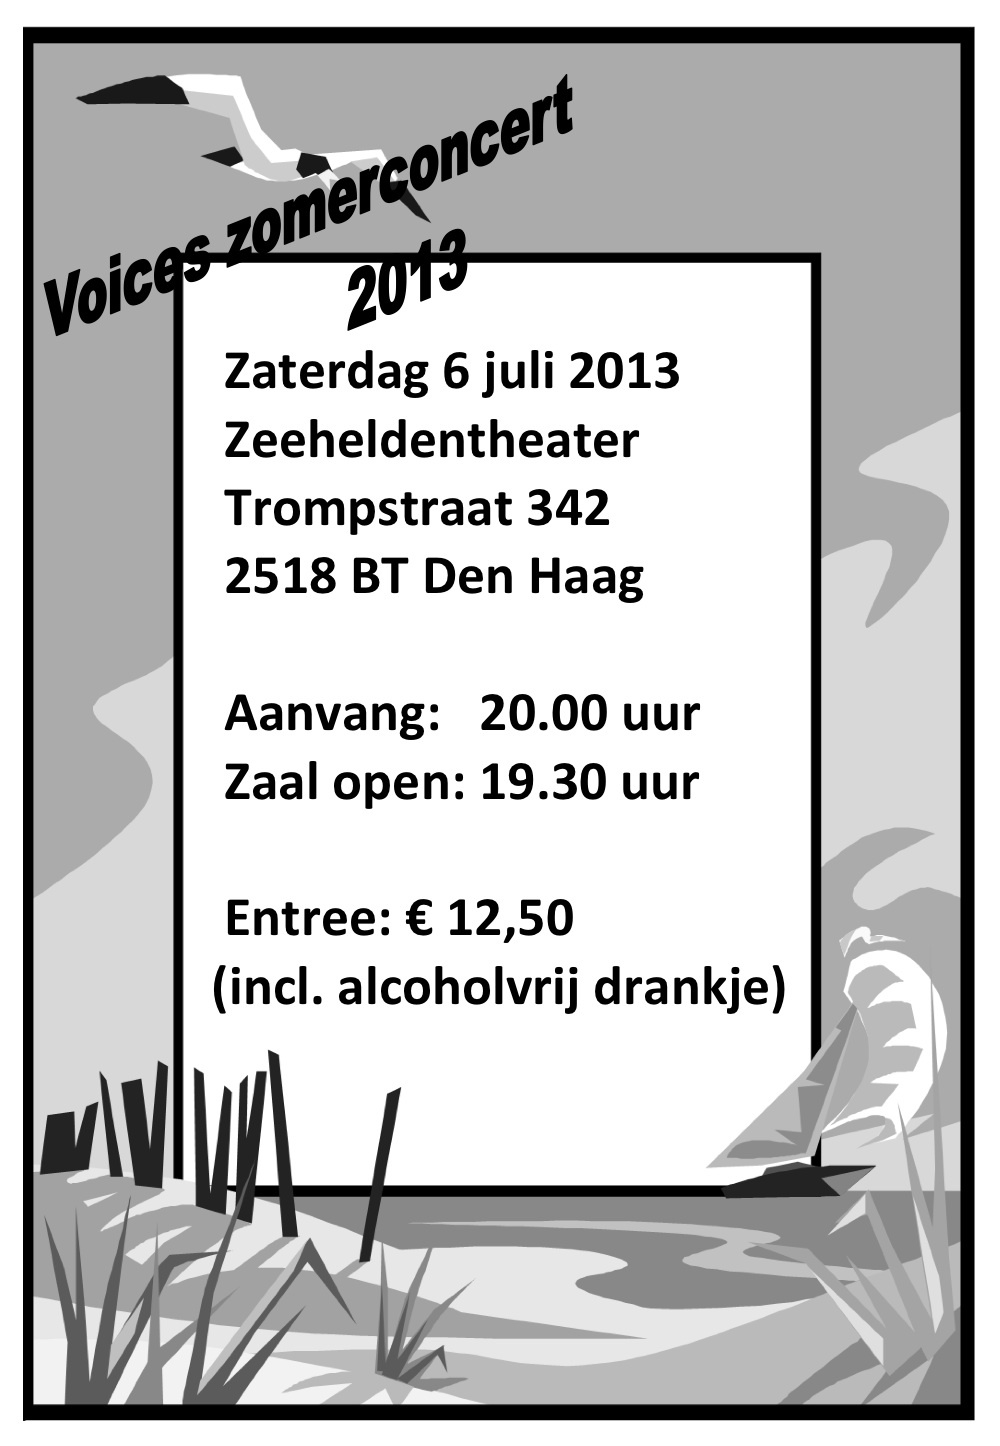 Voices zomerconcert
2013
Zaterdag 6 juli 2013
Zeeheldentheater
Trompstraat 342
2518 BT Den Haag
Aanvang: 20.00 uur
Zaal open: 19.30 uur
Entree: € 12,50
(incl. alcoholvrij drankje)